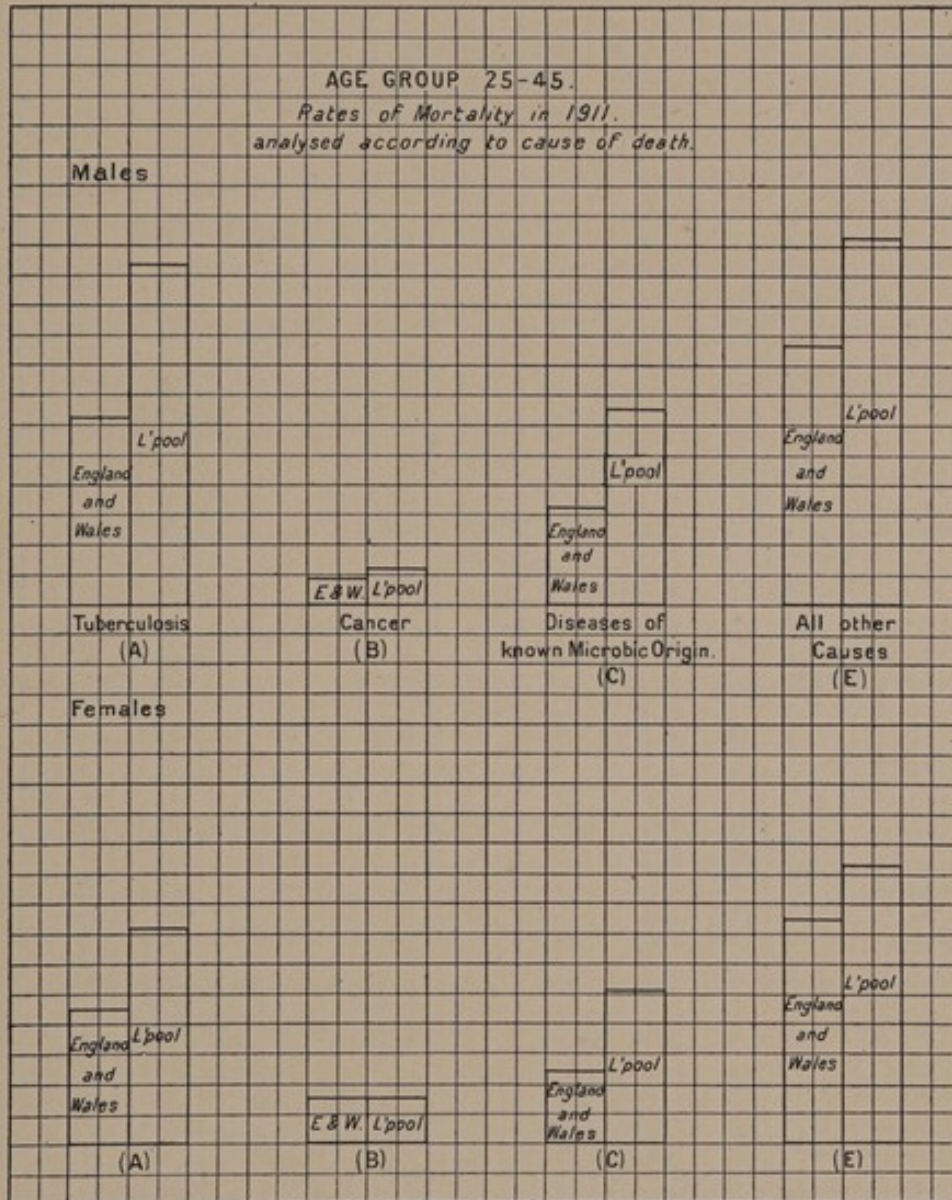 AGE GROUP 25-45.
Rates of Mortality in 1911.
analysed according to cause of death.
Males
L'pool
England
and
Wales
Tuberculosis
(A)
E & W. L'pool
Cancer
(B)
L'pool
England
and
Wales
Diseases of
known Microbic Origin.
(C)
L'pool
England
and
Wales
All other
Causes
(E)
Females
England
and
Wales
L'pool
(A)
E & W. L'pool
(B)
L'pool
England
and
Wales
(C)
L'pool
England
and
Wales
(E)